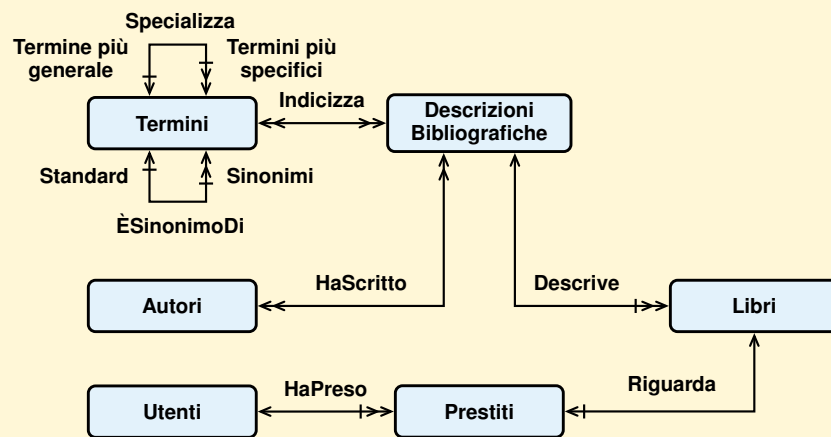 Specializza
Termine più
generale
Termini più
specifici
Indicizza
Termini
Descrizioni
Bibliografiche
Standard
Sinonimi
ÈSinonimoDi
HaScritto
Descrive
Autori
Libri
HaPreso
Riguarda
Utenti
Prestiti